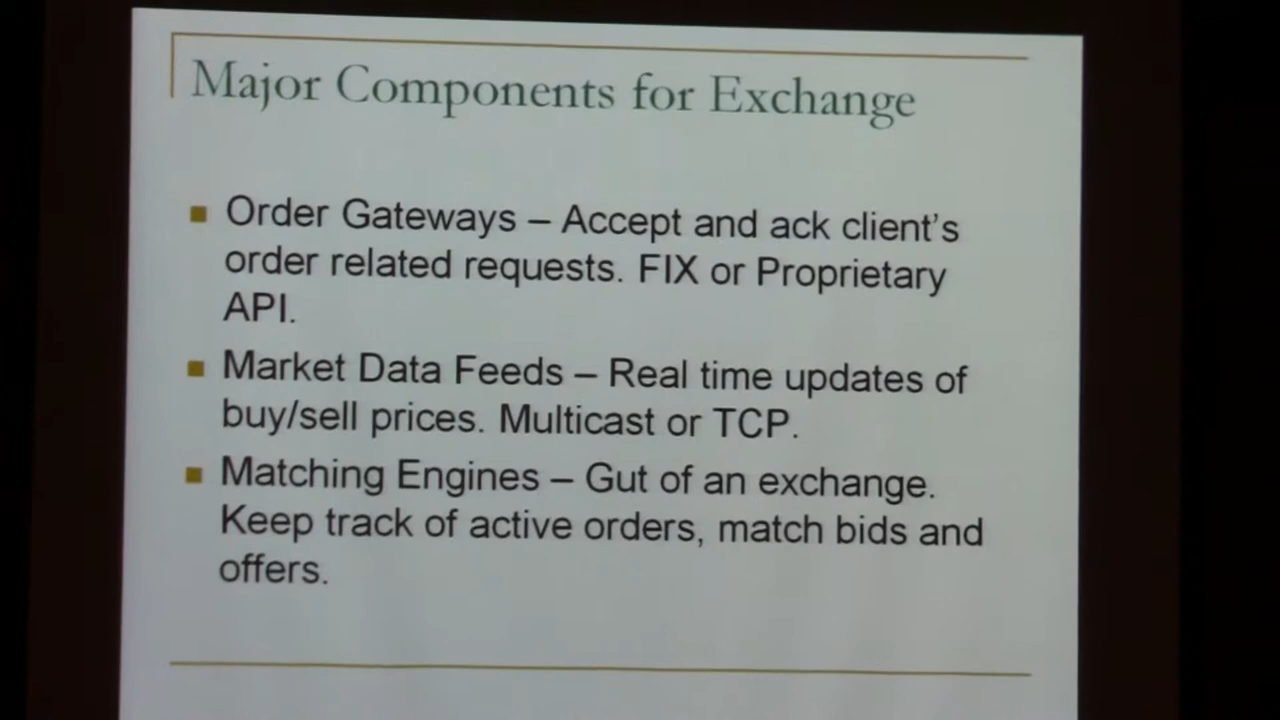 Major Components for Exchange
Order Gateways – Accept and ack client's
order related requests. FIX or Proprietary
API.
Market Data Feeds – Real time updates of
buy/sell prices. Multicast or TCP.
Matching Engines – Gut of an exchange.
Keep track of active orders, match bids and
offers.